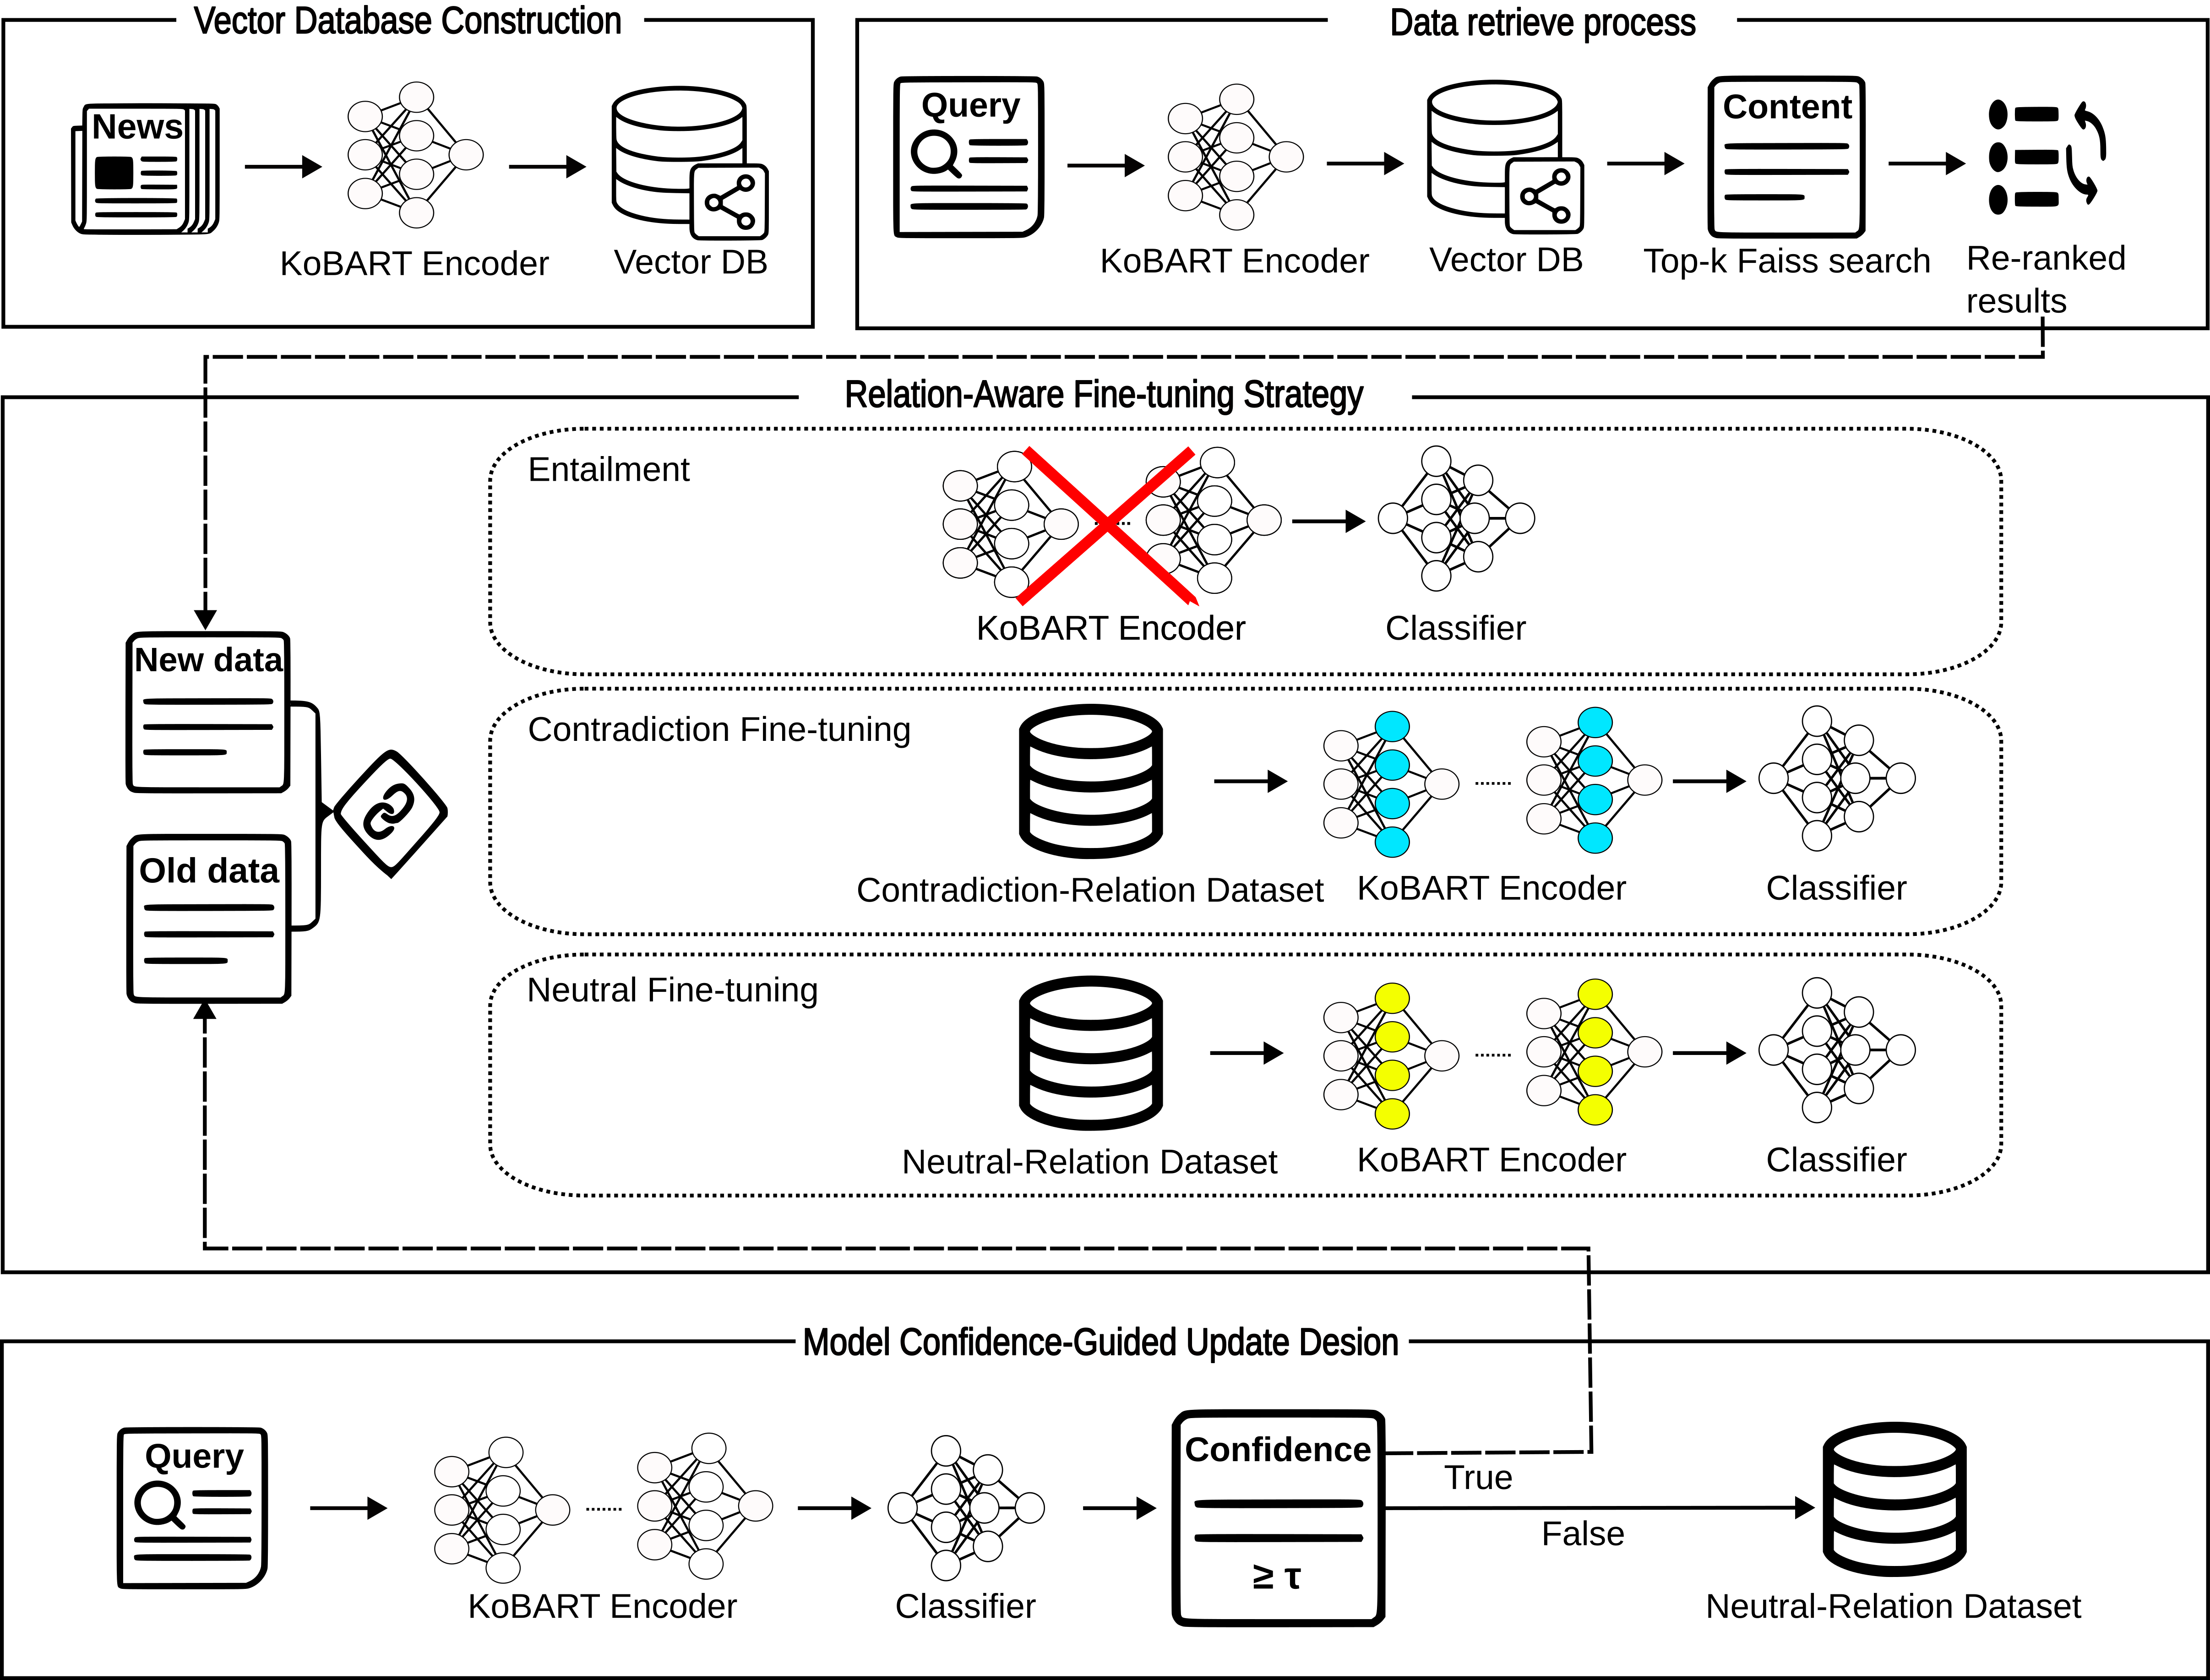 Vector Database Construction
News
KoBART Encoder
Vector DB
Data retrieve process
Query
KoBART Encoder
Vector DB
Content
Top-k Faiss search
Re-ranked
results
Relation-Aware Fine-tuning Strategy
New data
Old data
Entailment
KoBART Encoder
Classifier
Contradiction Fine-tuning
Contradiction-Relation Dataset
KoBART Encoder
Classifier
Neutral Fine-tuning
Neutral-Relation Dataset
KoBART Encoder
Classifier
Model Confidence-Guided Update Desion
Query
KoBART Encoder
Classifier
Confidence
≥ τ
True
False
Neutral-Relation Dataset